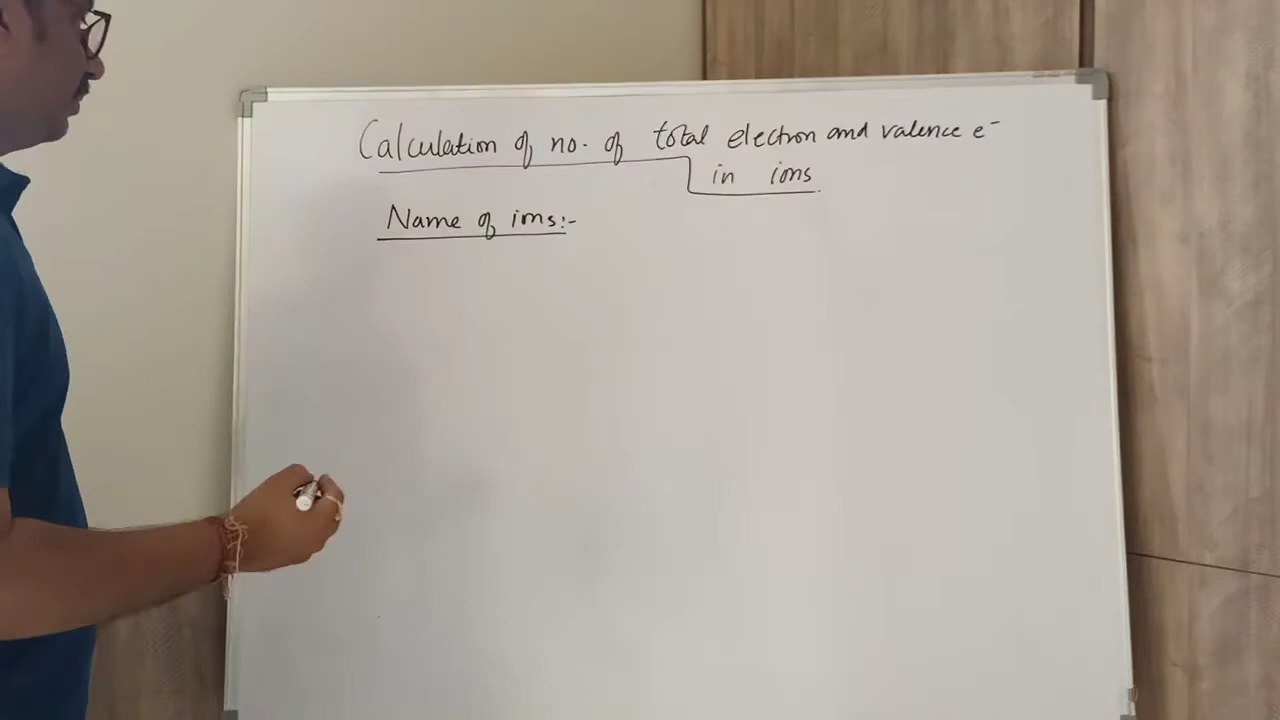 Calculation of no. of total electron and valence e⁻
in ions.
Name of ions:-